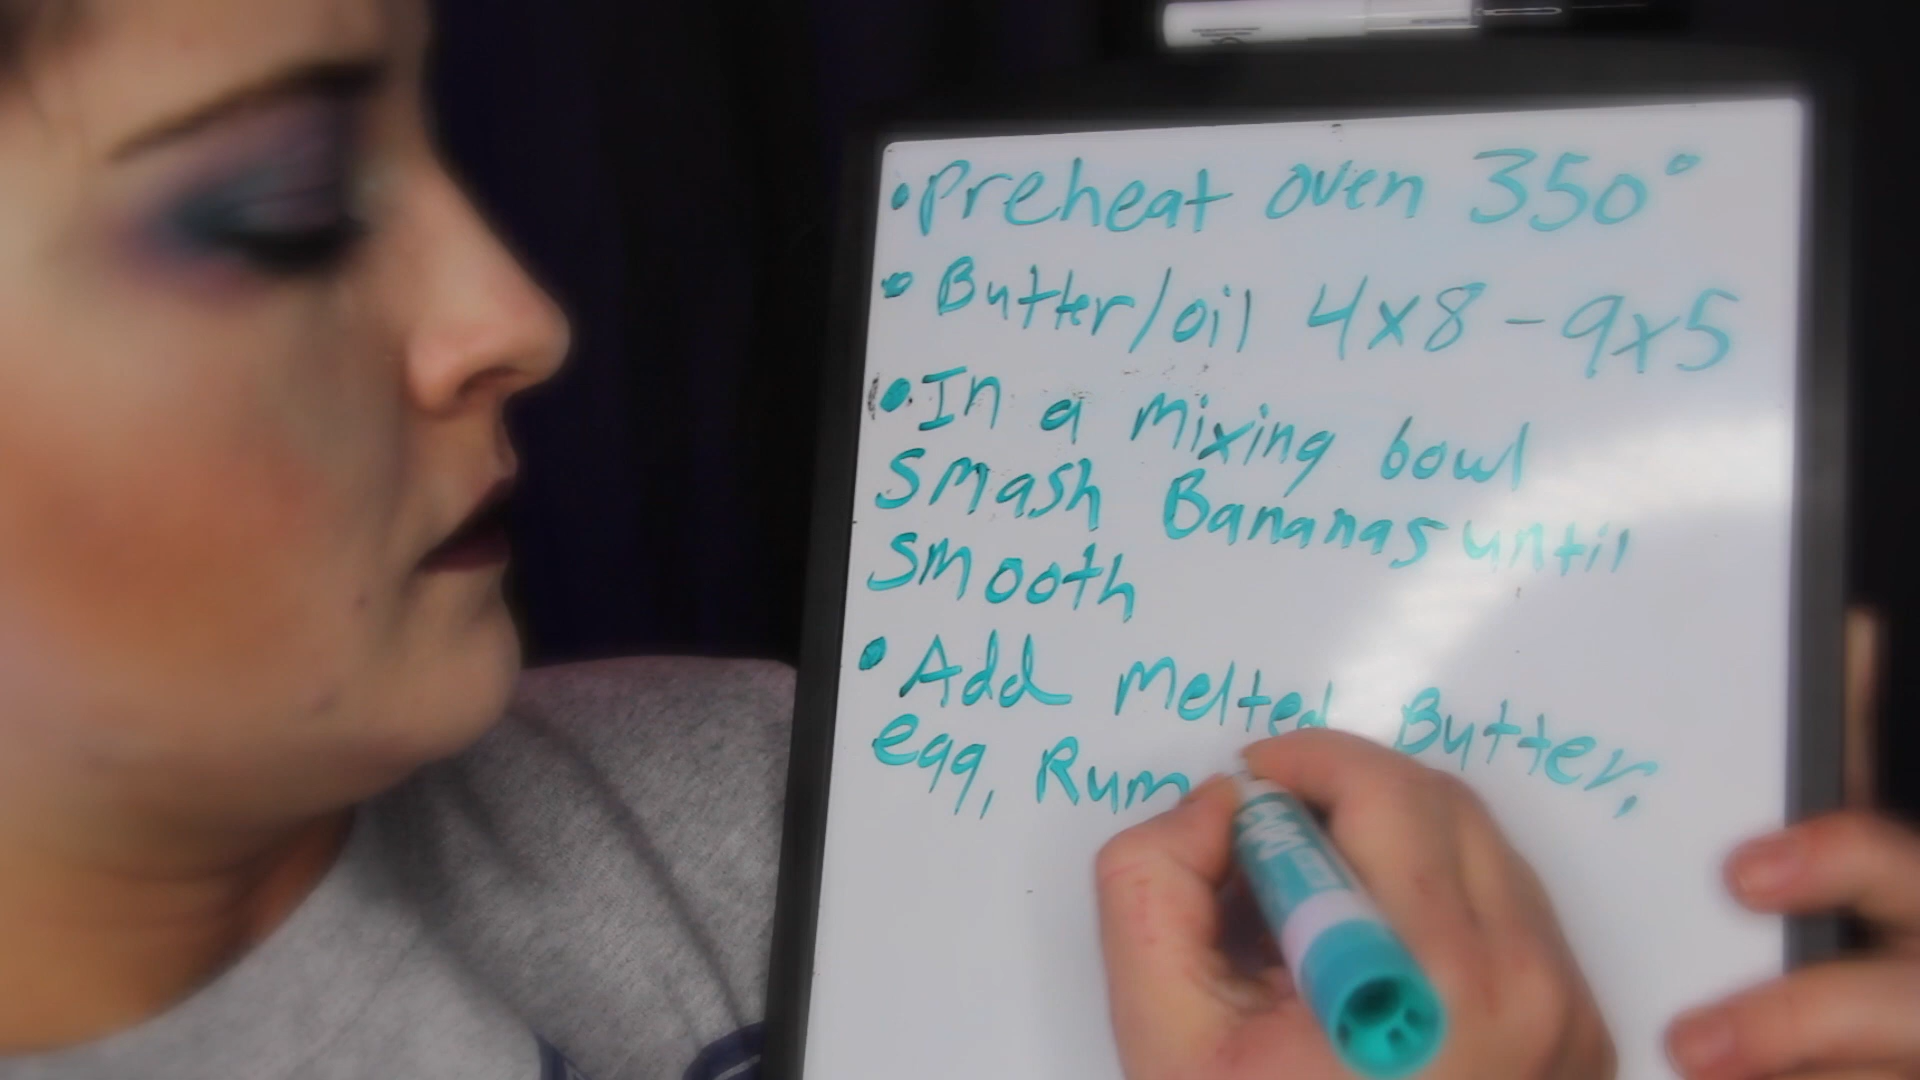 • Preheat oven 350°
• Butter/oil 4x8 - 9x5
• In a mixing bowl
Smash Bananas until
Smooth
• Add Melted Butter,
egg, Rum